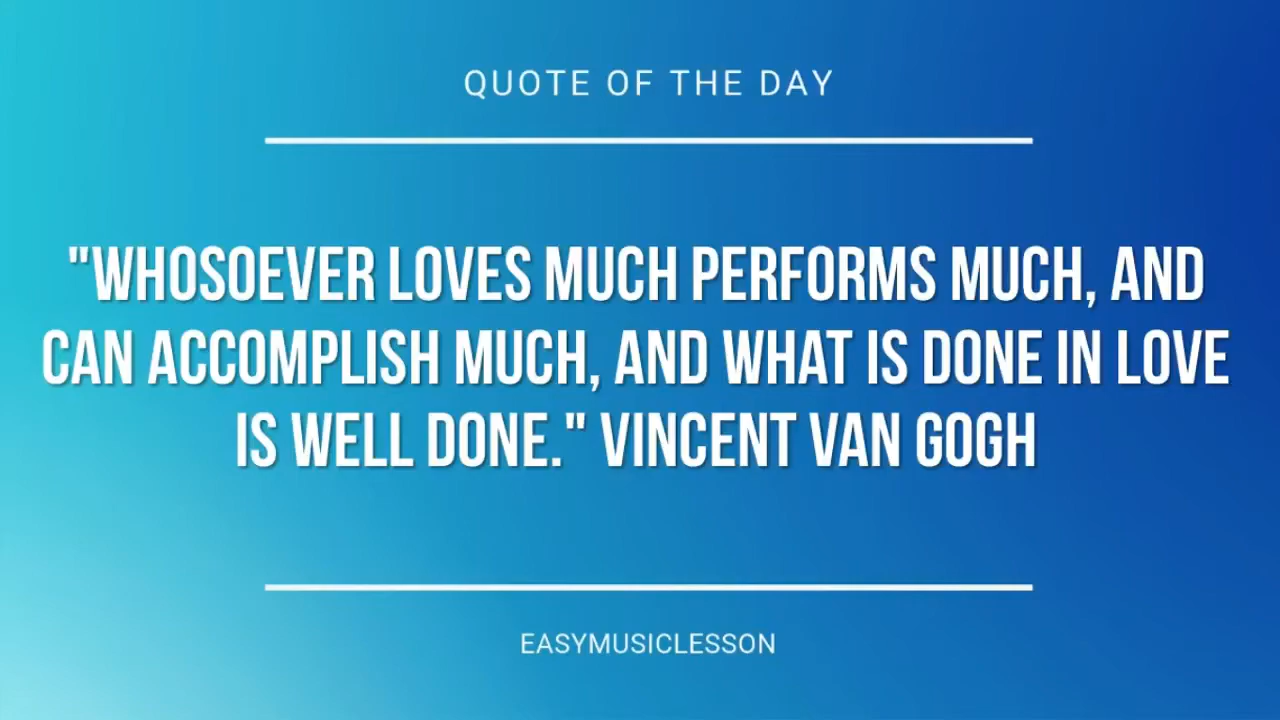 QUOTE OF THE DAY
"WHOSOEVER LOVES MUCH PERFORMS MUCH, AND
CAN ACCOMPLISH MUCH, AND WHAT IS DONE IN LOVE
IS WELL DONE." VINCENT VAN GOGH
EASYMUSICLESSON